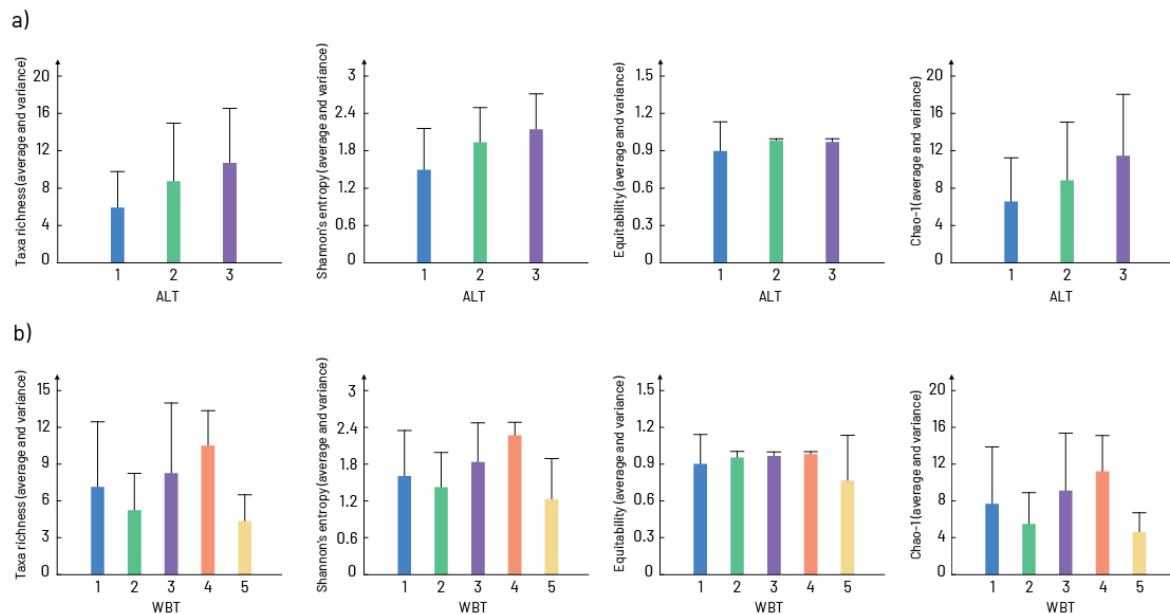 a)
Taxa richness (average and variance)
20
16
12
8
4
0
1 2 3
ALT
Shannon's entropy (average and variance)
3
2.4
1.8
1.2
0.6
0
1 2 3
ALT
Equitability (average and variance)
1.5
1.2
0.9
0.6
0.3
0
1 2 3
ALT
Chao-1(average and variance)
20
16
12
8
4
0
1 2 3
ALT
b)
Taxa richness (average and variance)
15
12
9
6
3
0
1 2 3 4 5
WBT
Shannon's entropy (average and variance)
3
2.4
1.8
1.2
0.6
0
1 2 3 4 5
WBT
Equitability (average and variance)
1.5
1.2
0.9
0.6
0.3
0
1 2 3 4 5
WBT
Chao-1(average and variance)
20
16
12
8
4
0
1 2 3 4 5
WBT